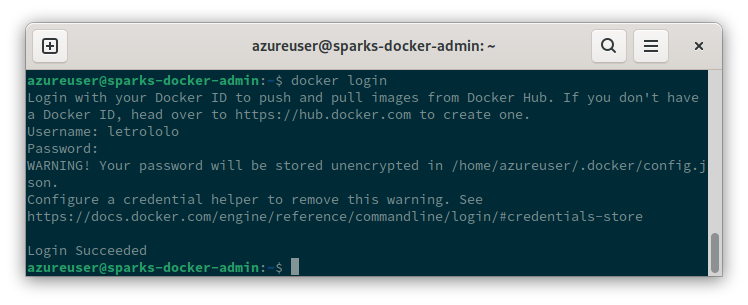 azureuser@sparks-docker-admin: ~
azureuser@sparks-docker-admin:~$ docker login
Login with your Docker ID to push and pull images from Docker Hub. If you don't have
a Docker ID, head over to https://hub.docker.com to create one.
Username: letrololo
Password:
WARNING! Your password will be stored unencrypted in /home/azureuser/.docker/config.j
son.
Configure a credential helper to remove this warning. See
https://docs.docker.com/engine/reference/commandline/login/#credentials-store
Login Succeeded
azureuser@sparks-docker-admin:~$